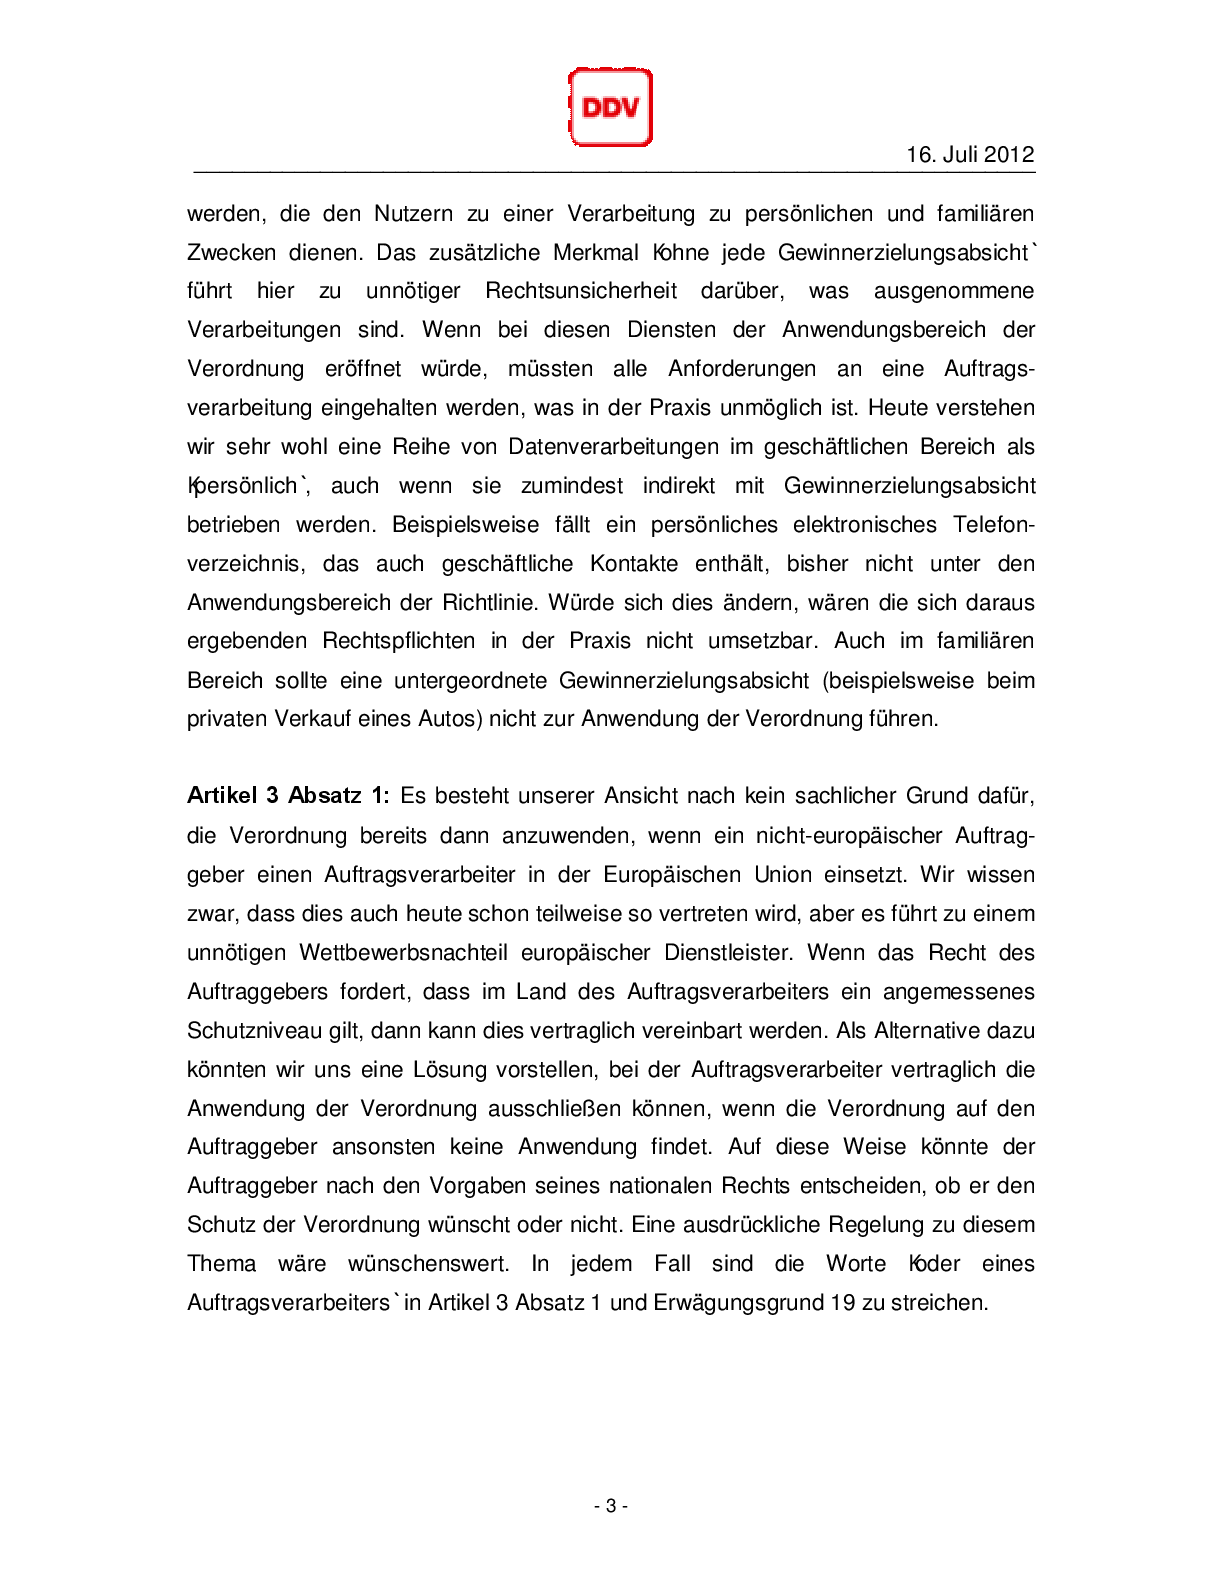 DDV
16. Juli 2012
werden, die den Nutzern zu einer Verarbeitung zu persönlichen und familiären
Zwecken dienen. Das zusätzliche Merkmal Kohne jede Gewinnerzielungsabsicht`
führt hier zu unnötiger Rechtsunsicherheit darüber, was ausgenommene
Verarbeitungen sind. Wenn bei diesen Diensten der Anwendungsbereich der
Verordnung eröffnet würde, müssten alle Anforderungen an eine Auftrags-
verarbeitung eingehalten werden, was in der Praxis unmöglich ist. Heute verstehen
wir sehr wohl eine Reihe von Datenverarbeitungen im geschäftlichen Bereich als
Kpersönlich`, auch wenn sie zumindest indirekt mit Gewinnerzielungsabsicht
betrieben werden. Beispielsweise fällt ein persönliches elektronisches Telefon-
verzeichnis, das auch geschäftliche Kontakte enthält, bisher nicht unter den
Anwendungsbereich der Richtlinie. Würde sich dies ändern, wären die sich daraus
ergebenden Rechtspflichten in der Praxis nicht umsetzbar. Auch im familiären
Bereich sollte eine untergeordnete Gewinnerzielungsabsicht (beispielsweise beim
privaten Verkauf eines Autos) nicht zur Anwendung der Verordnung führen.
Artikel 3 Absatz 1: Es besteht unserer Ansicht nach kein sachlicher Grund dafür,
die Verordnung bereits dann anzuwenden, wenn ein nicht-europäischer Auftrag-
geber einen Auftragsverarbeiter in der Europäischen Union einsetzt. Wir wissen
zwar, dass dies auch heute schon teilweise so vertreten wird, aber es führt zu einem
unnötigen Wettbewerbsnachteil europäischer Dienstleister. Wenn das Recht des
Auftraggebers fordert, dass im Land des Auftragsverarbeiters ein angemessenes
Schutzniveau gilt, dann kann dies vertraglich vereinbart werden. Als Alternative dazu
könnten wir uns eine Lösung vorstellen, bei der Auftragsverarbeiter vertraglich die
Anwendung der Verordnung ausschließen können, wenn die Verordnung auf den
Auftraggeber ansonsten keine Anwendung findet. Auf diese Weise könnte der
Auftraggeber nach den Vorgaben seines nationalen Rechts entscheiden, ob er den
Schutz der Verordnung wünscht oder nicht. Eine ausdrückliche Regelung zu diesem
Thema wäre wünschenswert. In jedem Fall sind die Worte Koder eines
Auftragsverarbeiters` in Artikel 3 Absatz 1 und Erwägungsgrund 19 zu streichen.
- 3 -